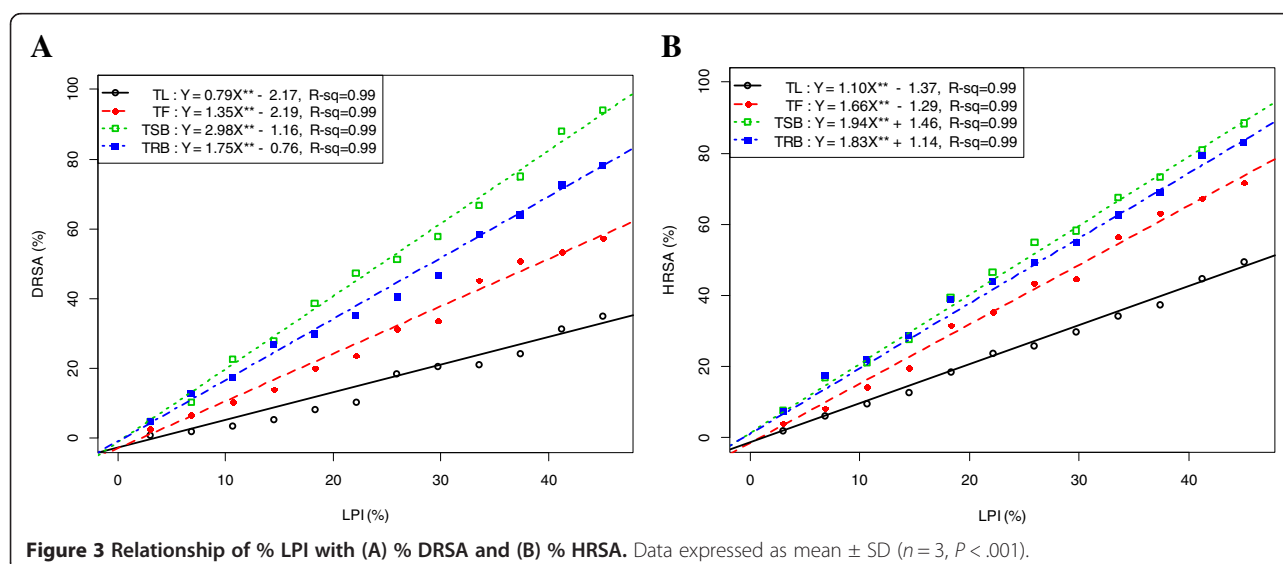 A
TL : Y = 0.79X** - 2.17, R-sq=0.99
TF : Y = 1.35X** - 2.19, R-sq=0.99
TSB : Y = 2.98X** - 1.16, R-sq=0.99
TRB : Y = 1.75X** - 0.76, R-sq=0.99
100
80
60
40
20
0
DRSA (%)
0 10 20 30 40
LPI (%)
B
TL : Y = 1.10X** - 1.37, R-sq=0.99
TF : Y = 1.66X** - 1.29, R-sq=0.99
TSB : Y = 1.94X** + 1.46, R-sq=0.99
TRB : Y = 1.83X** + 1.14, R-sq=0.99
100
80
60
40
20
0
HRSA (%)
0 10 20 30 40
LPI (%)
Figure 3 Relationship of % LPI with (A) % DRSA and (B) % HRSA. Data expressed as mean ± SD (n = 3, P < .001).